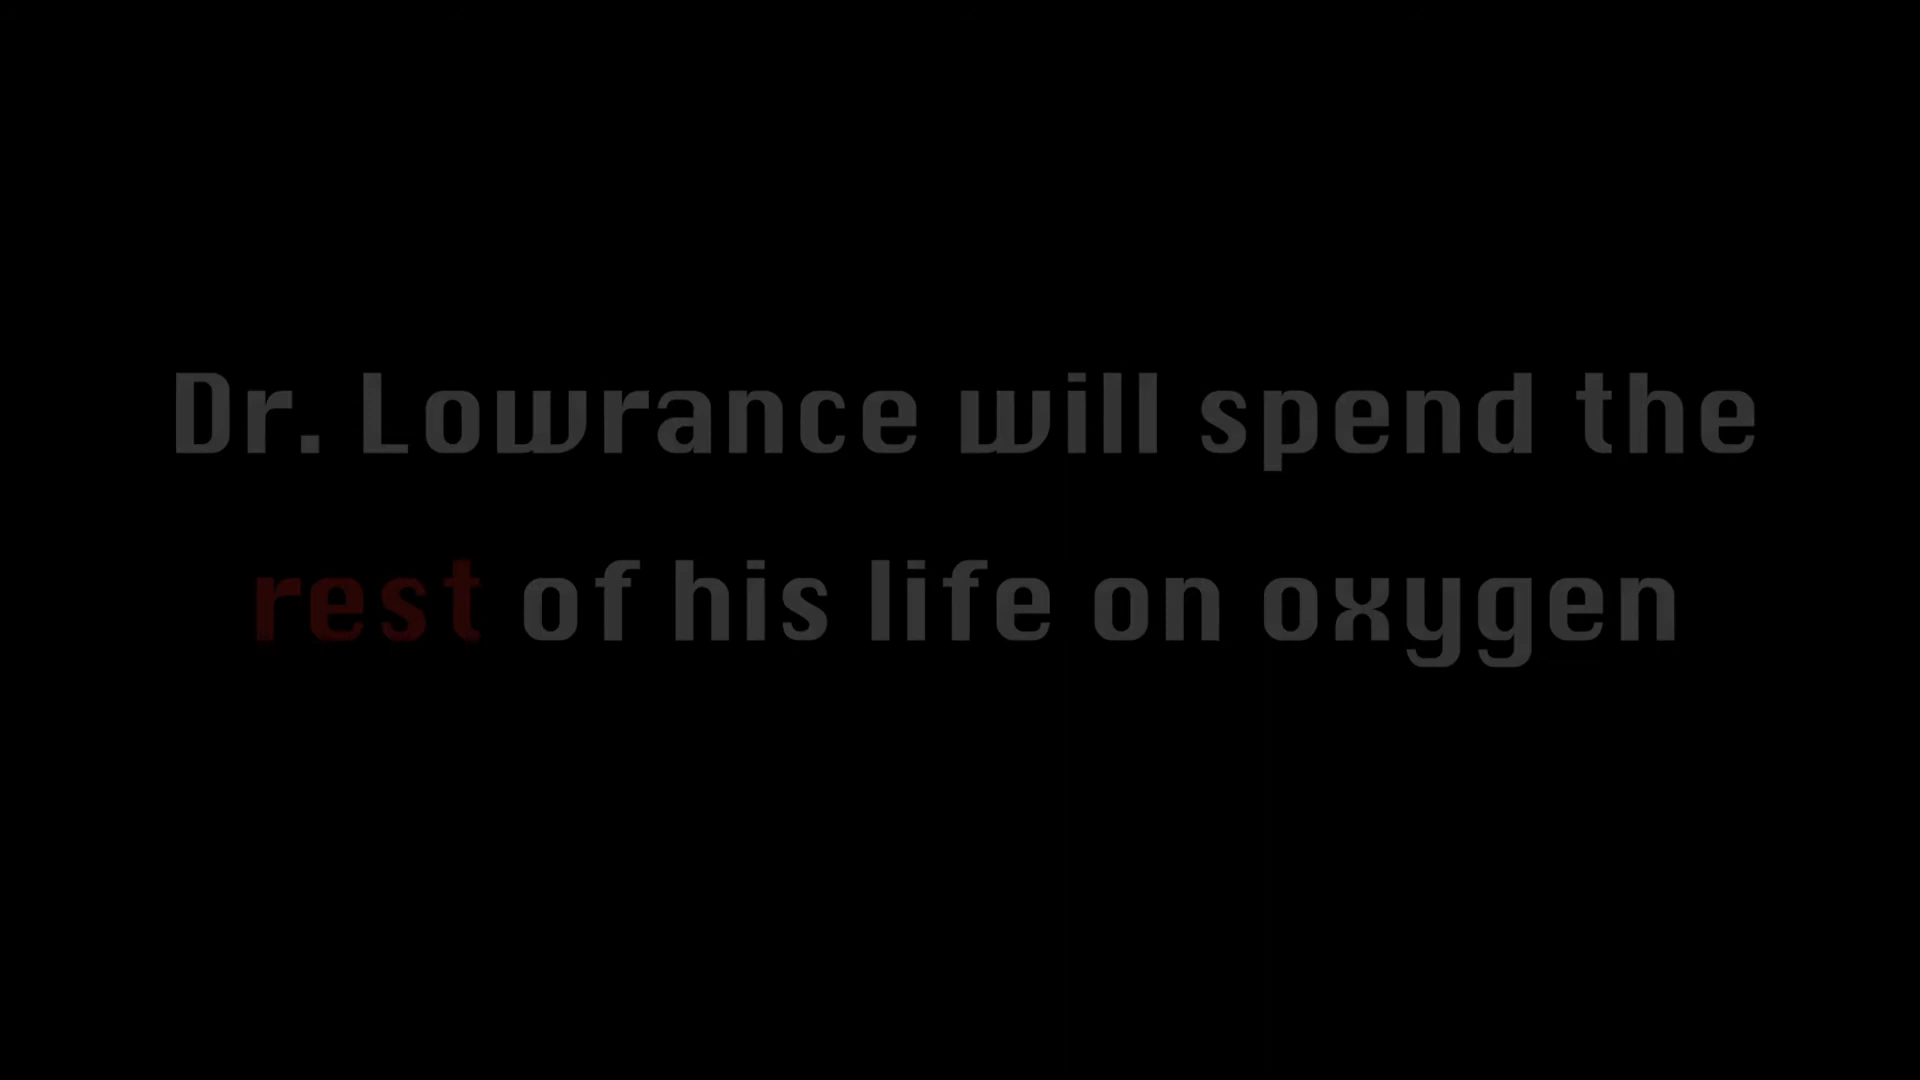 Dr. Lowrance will spend the
rest of his life on oxygen